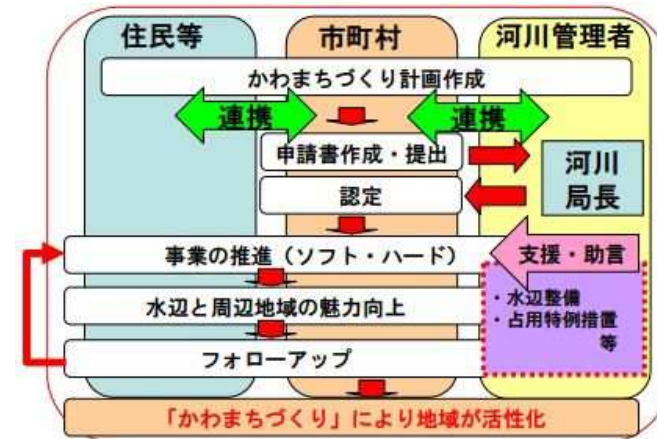 住民等
市町村
河川管理者
かわまちづくり計画作成
連携
連携
申請書作成・提出
河川
局長
認定
事業の推進（ソフト・ハード）
支援・助言
水辺と周辺地域の魅力向上
・水辺整備
・占用特例措置
等
フォローアップ
「かわまちづくり」により地域が活性化